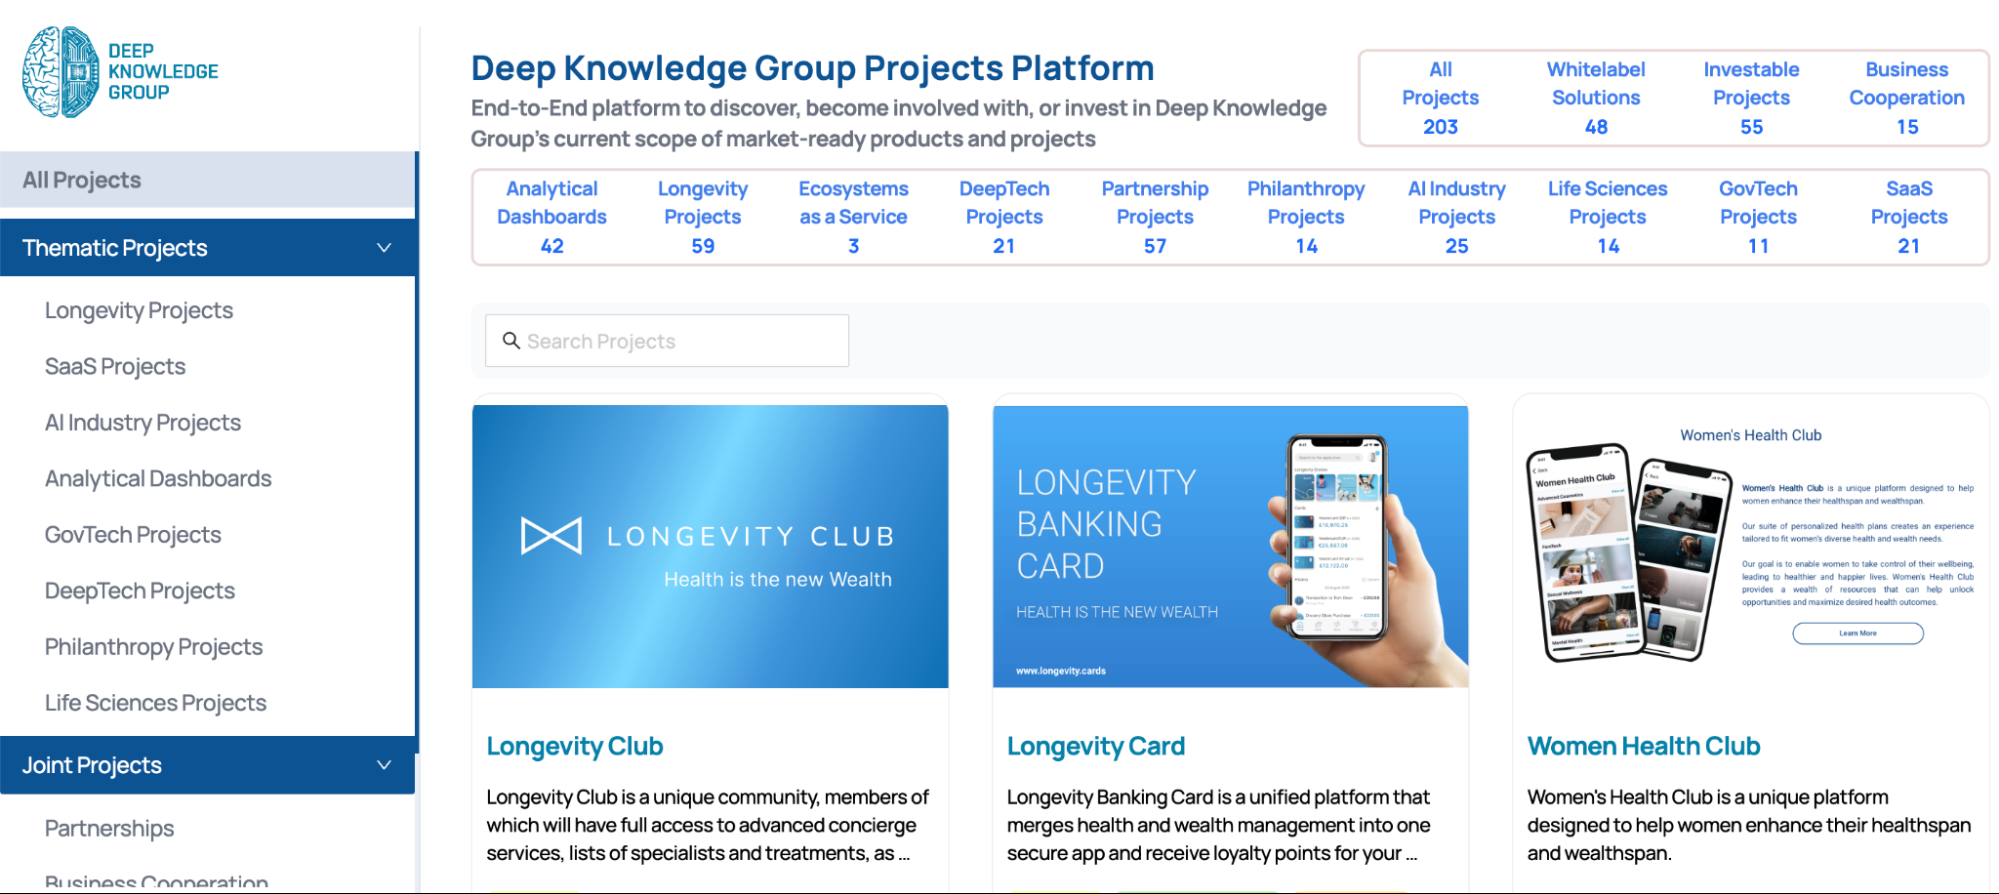 DEEP
KNOWLEDGE
GROUP
All Projects
Thematic Projects
Longevity Projects
SaaS Projects
AI Industry Projects
Analytical Dashboards
GovTech Projects
DeepTech Projects
Philanthropy Projects
Life Sciences Projects
Joint Projects
Partnerships
Business Cooperation
Deep Knowledge Group Projects Platform
End-to-End platform to discover, become involved with, or invest in Deep Knowledge
Group's current scope of market-ready products and projects
All
Projects
203
Whitelabel
Solutions
48
Investable
Projects
55
Business
Cooperation
15
Analytical
Dashboards
42
Longevity
Projects
59
Ecosystems
as a Service
3
DeepTech
Projects
21
Partnership
Projects
57
Philanthropy
Projects
14
AI Industry
Projects
25
Life Sciences
Projects
14
GovTech
Projects
11
SaaS
Projects
21
Search Projects
LONGEVITY CLUB
Health is the new Wealth
Longevity Club
Longevity Club is a unique community, members of
which will have full access to advanced concierge
services, lists of specialists and treatments, as ...
LONGEVITY
BANKING
CARD
HEALTH IS THE NEW WEALTH
www.longevity.cards
Longevity Card
Longevity Banking Card is a unified platform that
merges health and wealth management into one
secure app and receive loyalty points for your ...
Women's Health Club
Women Health Club
Advanced Cosmetics
FemTech
Sexual Wellness
Mental Health
Women's Health Club is a unique platform designed to help
women enhance their healthspan and wealthspan.
Our suite of personalized health plans creates an experience
tailored to fit women's diverse health and wealth needs.
Our goal is to enable women to take control of their wellbeing,
leading to healthier and happier lives. Women's Health Club
provides a wealth of resources that can help unlock
opportunities and maximize desired health outcomes.
Learn More
Women Health Club
Women's Health Club is a unique platform
designed to help women enhance their healthspan
and wealthspan.